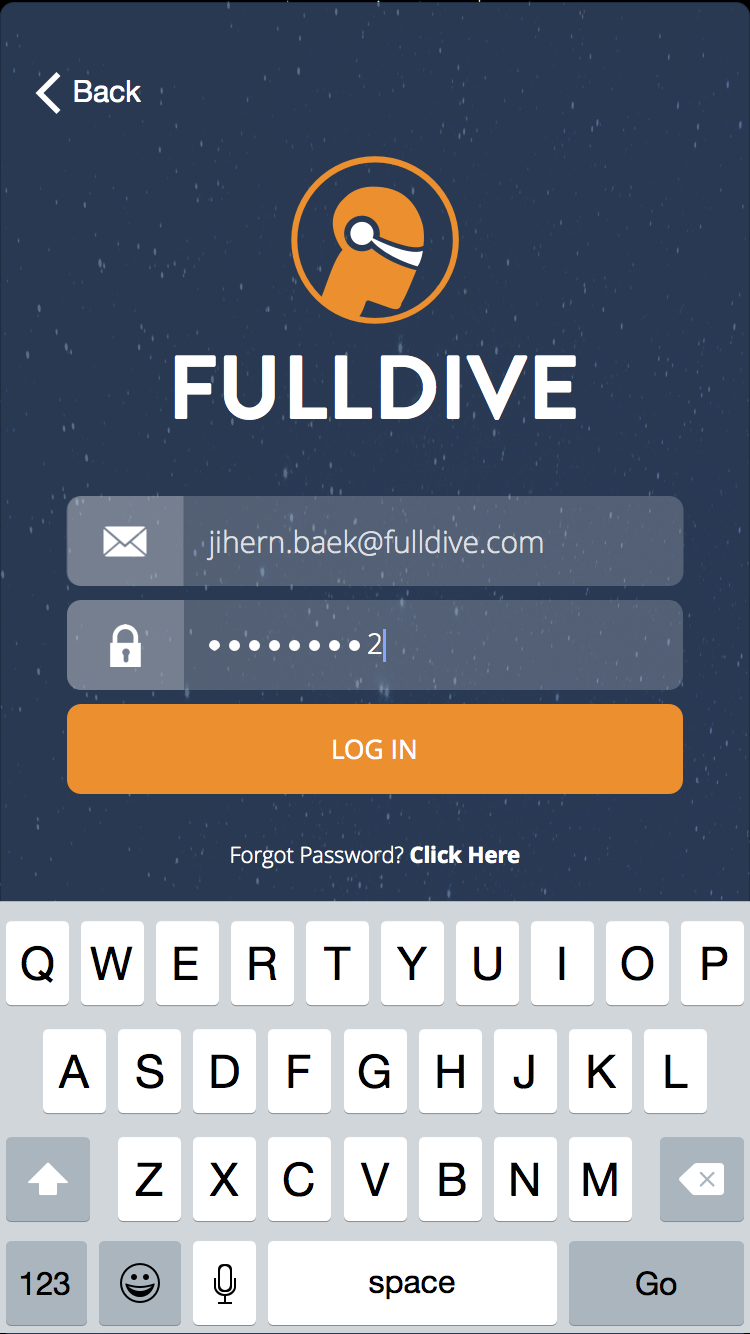 Back
FULLDIVE
jihern.baek@fulldive.com
••••••••2
LOG IN
Forgot Password? Click Here
Q W E R T Y U I O P
A S D F G H J K L
Z X C V B N M
123 space Go